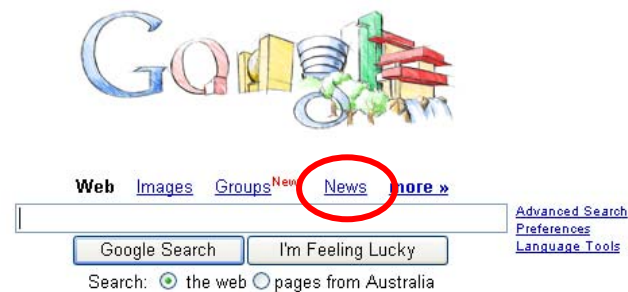 Google
Web Images Groups New News more »
Advanced Search
Preferences
Language Tools
Google Search I'm Feeling Lucky
Search: the web pages from Australia